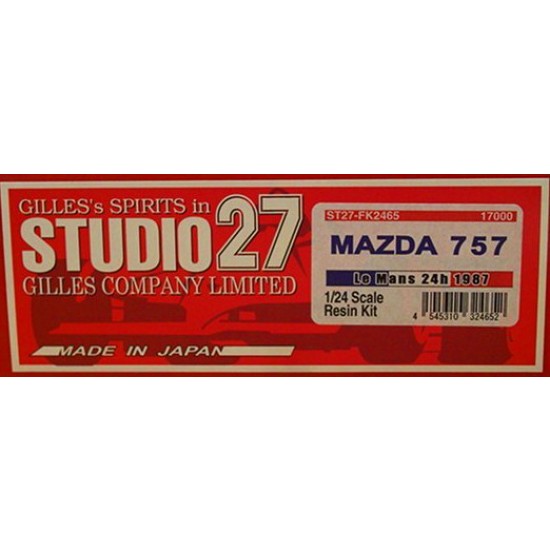 GILLES's SPIRITS in
STUDIO27
GILLES COMPANY LIMITED
MADE IN JAPAN
ST27-FK2465 17000
MAZDA 757
Le Mans 24h 1987
1/24 Scale
Resin Kit
4 545310 324652